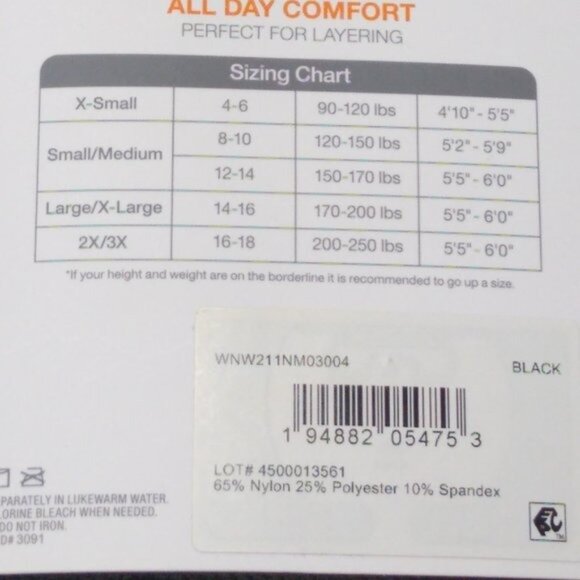 ALL DAY COMFORT
PERFECT FOR LAYERING
Sizing Chart
X-Small 4-6 90-120 lbs 4'10" - 5'5"
Small/Medium 8-10 120-150 lbs 5'2" - 5'9"
12-14 150-170 lbs 5'5" - 6'0"
Large/X-Large 14-16 170-200 lbs 5'5" - 6'0"
2X/3X 16-18 200-250 lbs 5'5" - 6'0"
*If your height and weight are on the borderline it is recommended to go up a size.
WNW211NM03004 BLACK
1 94882 05475 3
LOT# 4500013561
65% Nylon 25% Polyester 10% Spandex
PARATELY IN LUKEWARM WATER.
LORINE BLEACH WHEN NEEDED.
DO NOT IRON.
D# 3091
TM